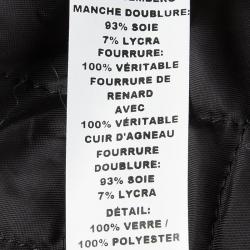 MANCHE DOUBLURE:
93% SOIE
7% LYCRA
FOURRURE:
100% VÉRITABLE
FOURRURE DE
RENARD
AVEC
100% VÉRITABLE
CUIR D'AGNEAU
FOURRURE
DOUBLURE:
93% SOIE
7% LYCRA
DÉTAIL:
100% VERRE /
100% POLYESTER